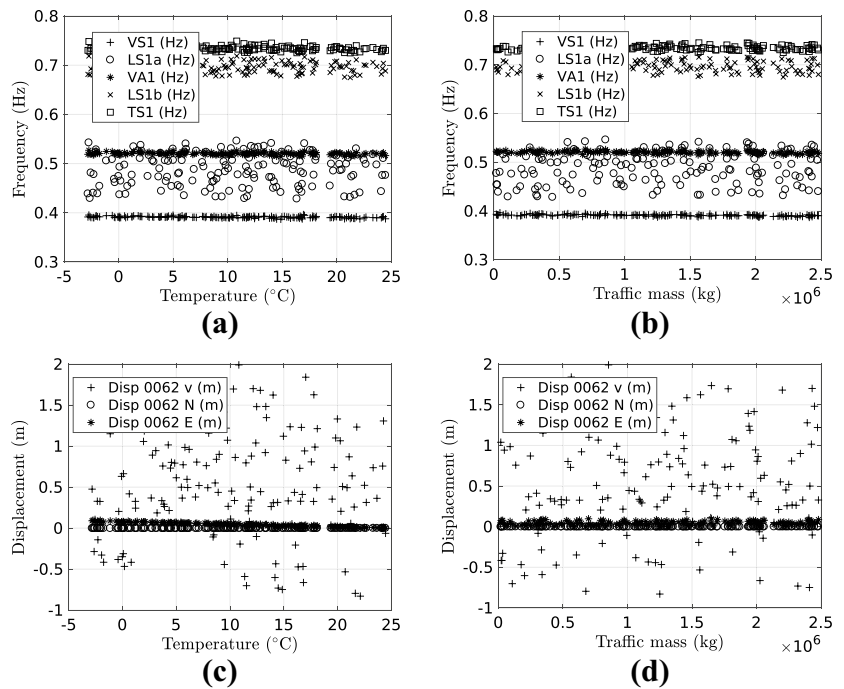 0.8
0.7
0.6
0.5
0.4
0.3
Frequency (Hz)
VS1 (Hz)
LS1a (Hz)
VA1 (Hz)
LS1b (Hz)
TS1 (Hz)
-5 0 5 10 15 20 25
Temperature (°C)
(a)
0.8
0.7
0.6
0.5
0.4
0.3
Frequency (Hz)
VS1 (Hz)
LS1a (Hz)
VA1 (Hz)
LS1b (Hz)
TS1 (Hz)
0 0.5 1 1.5 2 2.5
Traffic mass (kg)
×10⁶
(b)
2
1.5
1
0.5
0
-0.5
-1
Displacement (m)
Disp 0062 v (m)
Disp 0062 N (m)
Disp 0062 E (m)
-5 0 5 10 15 20 25
Temperature (°C)
(c)
2
1.5
1
0.5
0
-0.5
-1
Displacement (m)
Disp 0062 v (m)
Disp 0062 N (m)
Disp 0062 E (m)
0 0.5 1 1.5 2 2.5
Traffic mass (kg)
×10⁶
(d)